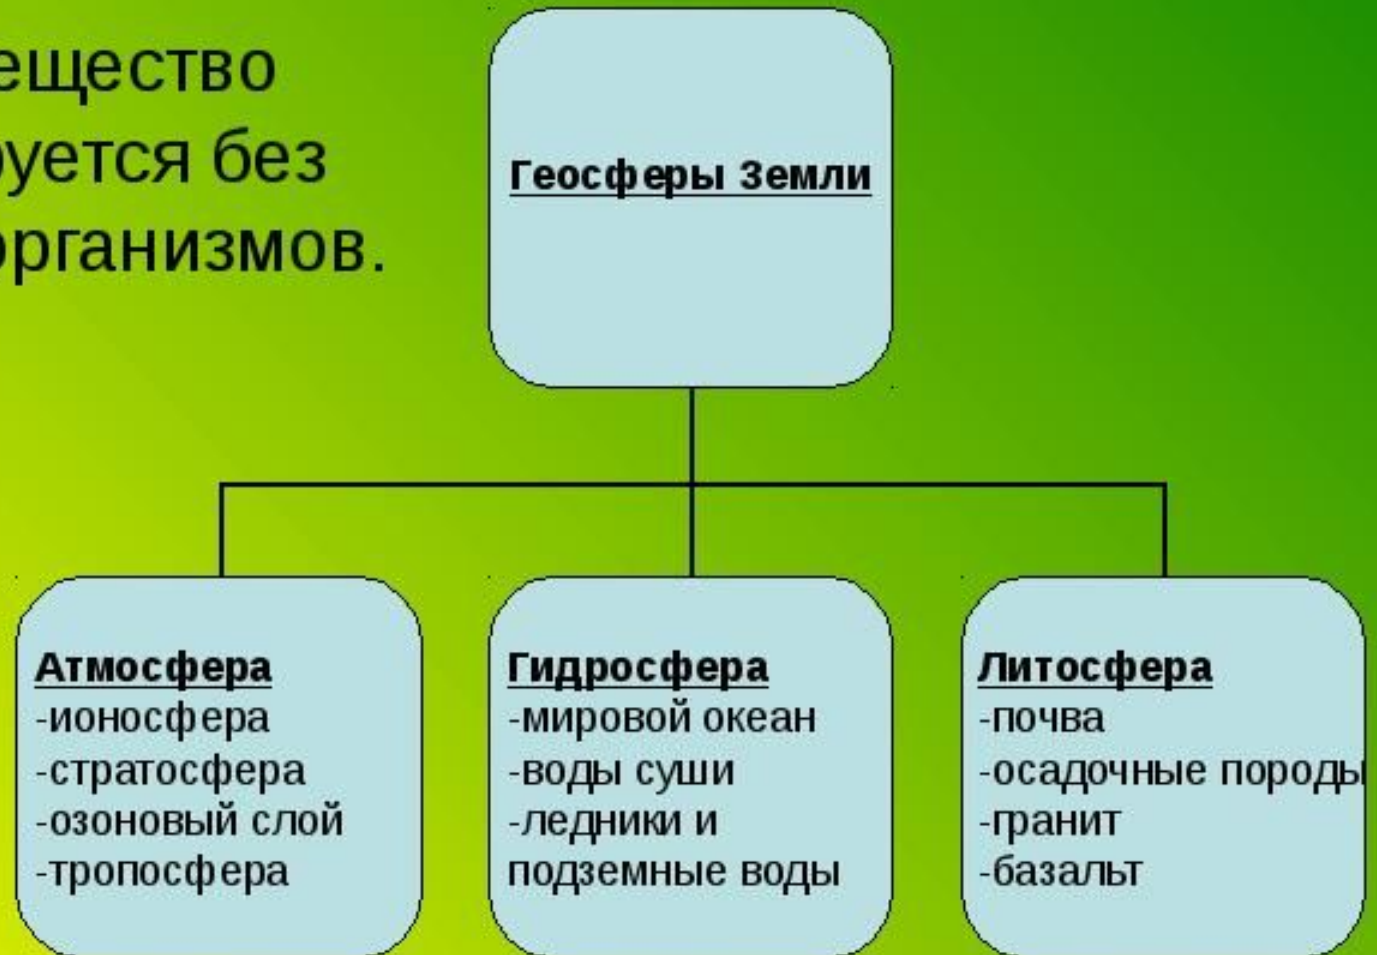 ещество
руется без
организмов.
Геосферы Земли
Атмосфера
-ионосфера
-стратосфера
-озоновый слой
-тропосфера
Гидросфера
-мировой океан
-воды суши
-ледники и
подземные воды
Литосфера
-почва
-осадочные породы
-гранит
-базальт